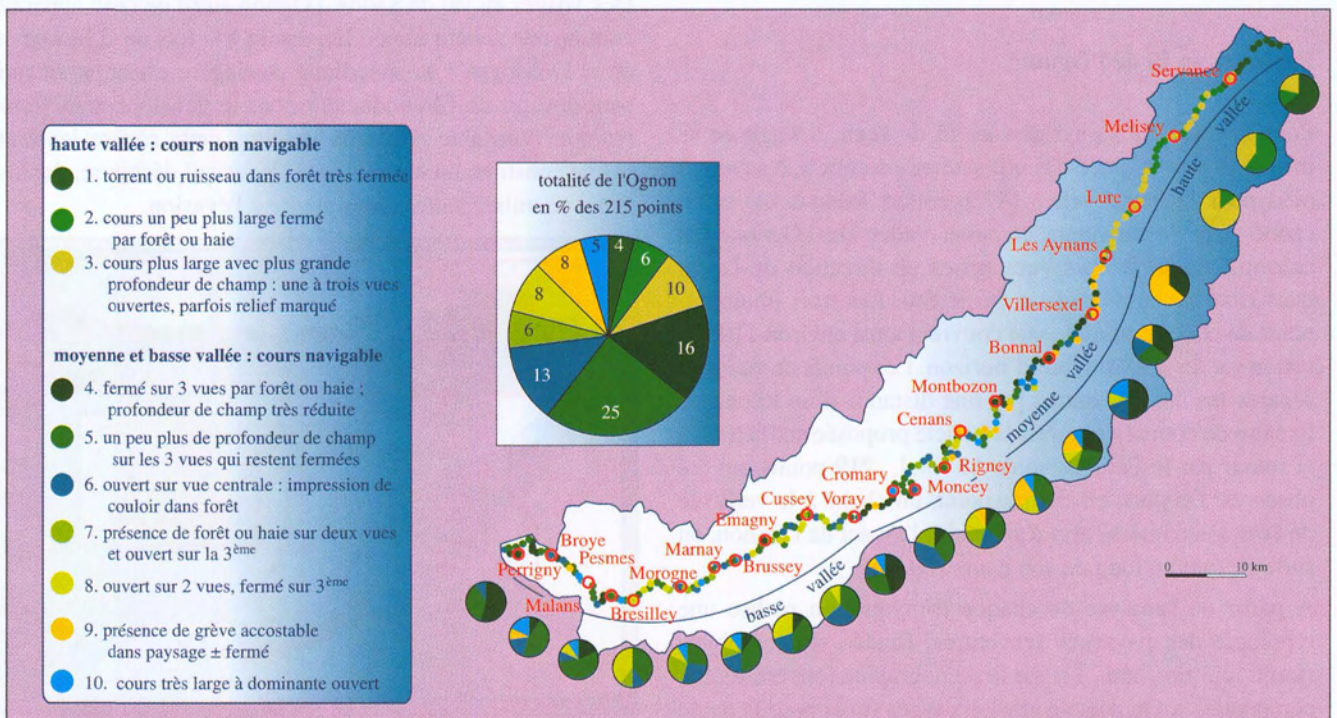 haute vallée : cours non navigable
1. torrent ou ruisseau dans forêt très fermée
2. cours un peu plus large fermé
par forêt ou haie
3. cours plus large avec plus grande
profondeur de champ : une à trois vues
ouvertes, parfois relief marqué
moyenne et basse vallée : cours navigable
4. fermé sur 3 vues par forêt ou haie ;
profondeur de champ très réduite
5. un peu plus de profondeur de champ
sur les 3 vues qui restent fermées
6. ouvert sur vue centrale : impression de
couloir dans forêt
7. présence de forêt ou haie sur deux vues
et ouvert sur la 3ème
8. ouvert sur 2 vues, fermé sur 3ème
9. présence de grève accostable
dans paysage ± fermé
10. cours très large à dominante ouvert
totalité de l'Ognon
en % des 215 points
4
6
10
16
25
13
6
8
8
5
Servance
Melisey
Lure
Les Aynans
Villersexel
Bonnal
Montbozon
Cenans
Rigney
Cromary
Moncey
Cussey
Voray
Emagny
Marnay
Brussey
Morogne
Broye
Pesmes
Perrigny
Malans
Bresilley
haute vallée
moyenne vallée
basse vallée
0 10 km